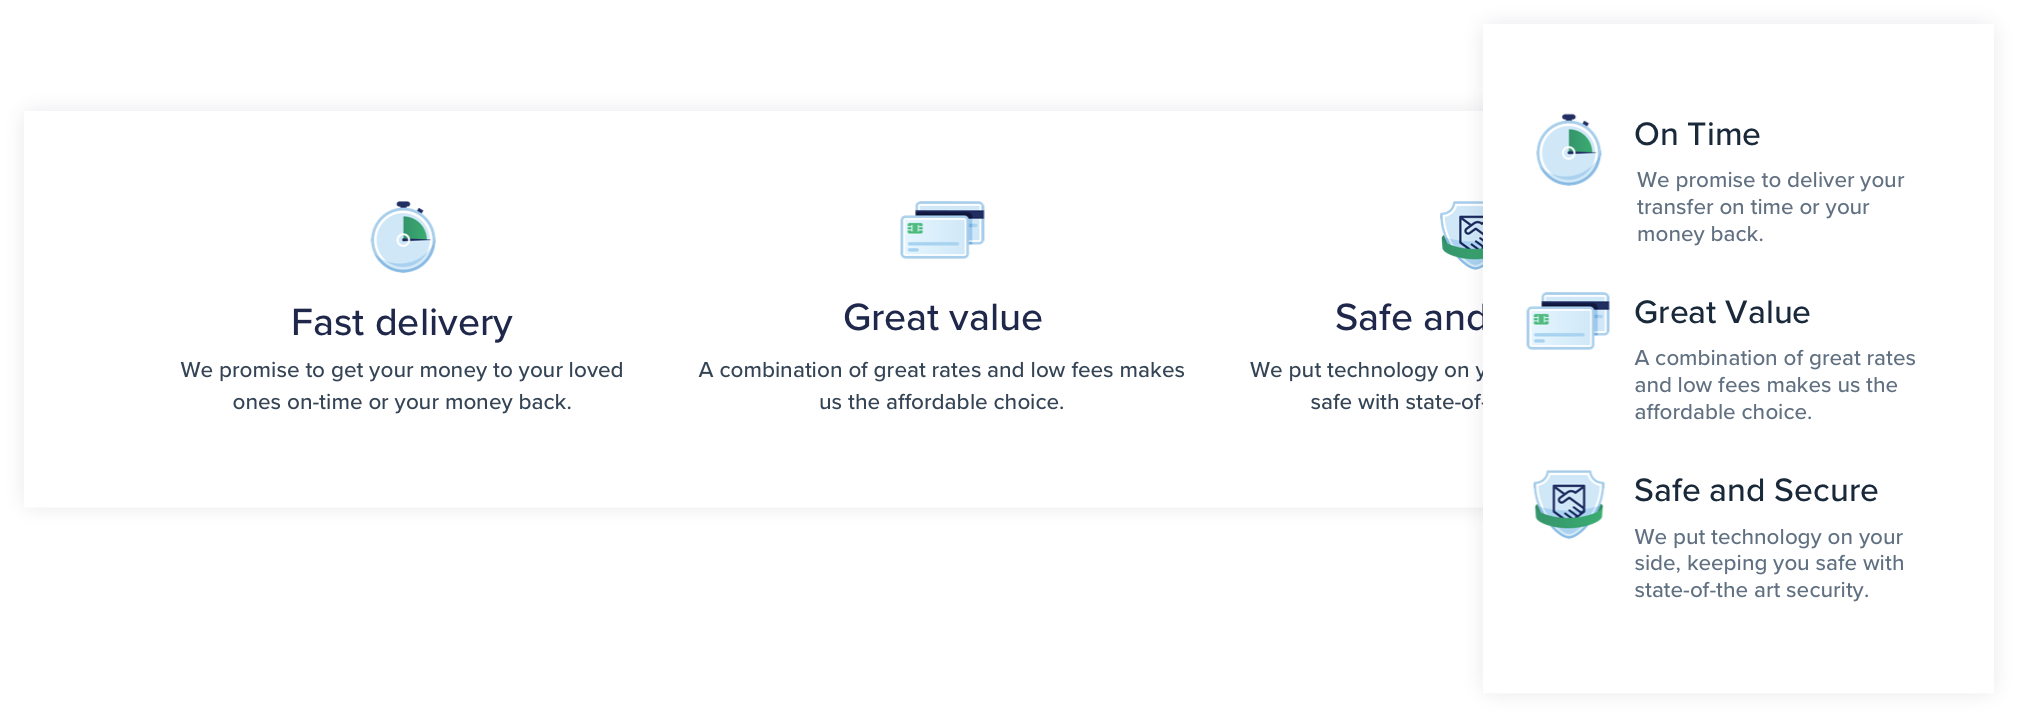 Fast delivery
We promise to get your money to your loved
ones on-time or your money back.
Great value
A combination of great rates and low fees makes
us the affordable choice.
Safe and
We put technology on
safe with state-of-
On Time
We promise to deliver your
transfer on time or your
money back.
Great Value
A combination of great rates
and low fees makes us the
affordable choice.
Safe and Secure
We put technology on your
side, keeping you safe with
state-of-the art security.